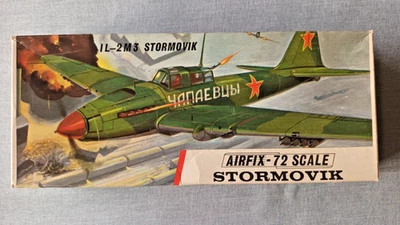 IL-2M3 STORMOVIK
ЧАПАЕВЦЫ
AIRFIX-72 SCALE
STORMOVIK